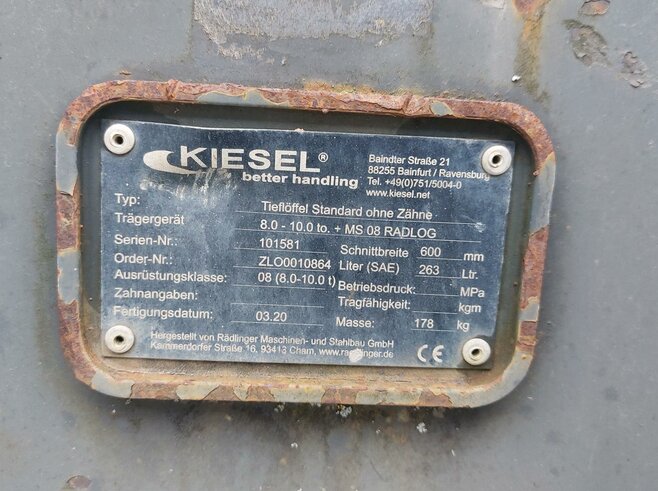 KIESEL®
better handling
Baindter Straße 21
88255 Bainfurt / Ravensburg
Tel. +49(0)751/5004-0
www.kiesel.net
Typ: Tieflöffel Standard ohne Zähne
Trägergerät 8.0 - 10.0 to. + MS 08 RADLOG
Serien-Nr.: 101581 Schnittbreite 600 mm
Order-Nr.: ZLO0010864 Liter (SAE) 263 Ltr.
Ausrüstungsklasse: 08 (8.0-10.0 t) Betriebsdruck: MPa
Zahnangaben: Tragfähigkeit: kgm
Fertigungsdatum: 03.20 Masse: 178 kg
Hergestellt von Rädlinger Maschinen- und Stahlbau GmbH
Kammerdorfer Straße 16, 93413 Cham, www.raedlinger.de
CE